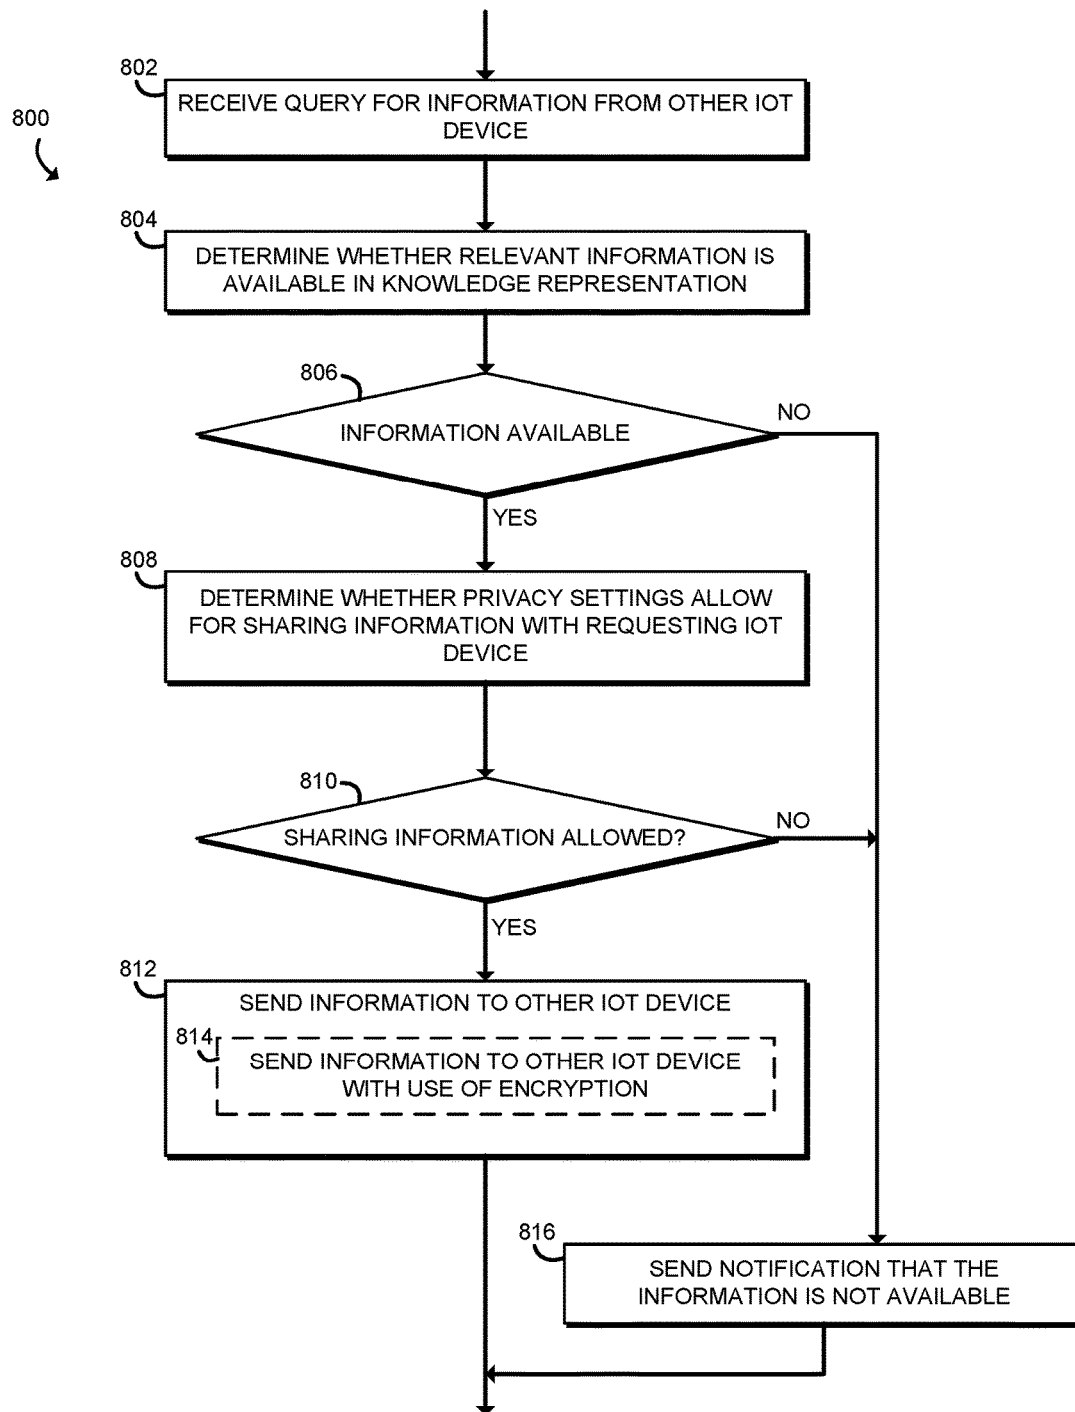 802
RECEIVE QUERY FOR INFORMATION FROM OTHER IOT
DEVICE
800
804
DETERMINE WHETHER RELEVANT INFORMATION IS
AVAILABLE IN KNOWLEDGE REPRESENTATION
806
INFORMATION AVAILABLE
NO
YES
808
DETERMINE WHETHER PRIVACY SETTINGS ALLOW
FOR SHARING INFORMATION WITH REQUESTING IOT
DEVICE
810
SHARING INFORMATION ALLOWED?
NO
YES
812
SEND INFORMATION TO OTHER IOT DEVICE
814
SEND INFORMATION TO OTHER IOT DEVICE
WITH USE OF ENCRYPTION
816
SEND NOTIFICATION THAT THE
INFORMATION IS NOT AVAILABLE